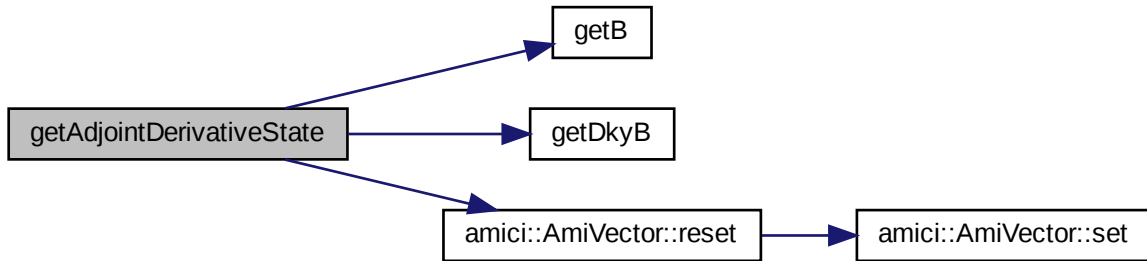 getB
getAdjointDerivativeState
getDkyB
amici::AmiVector::reset
amici::AmiVector::set